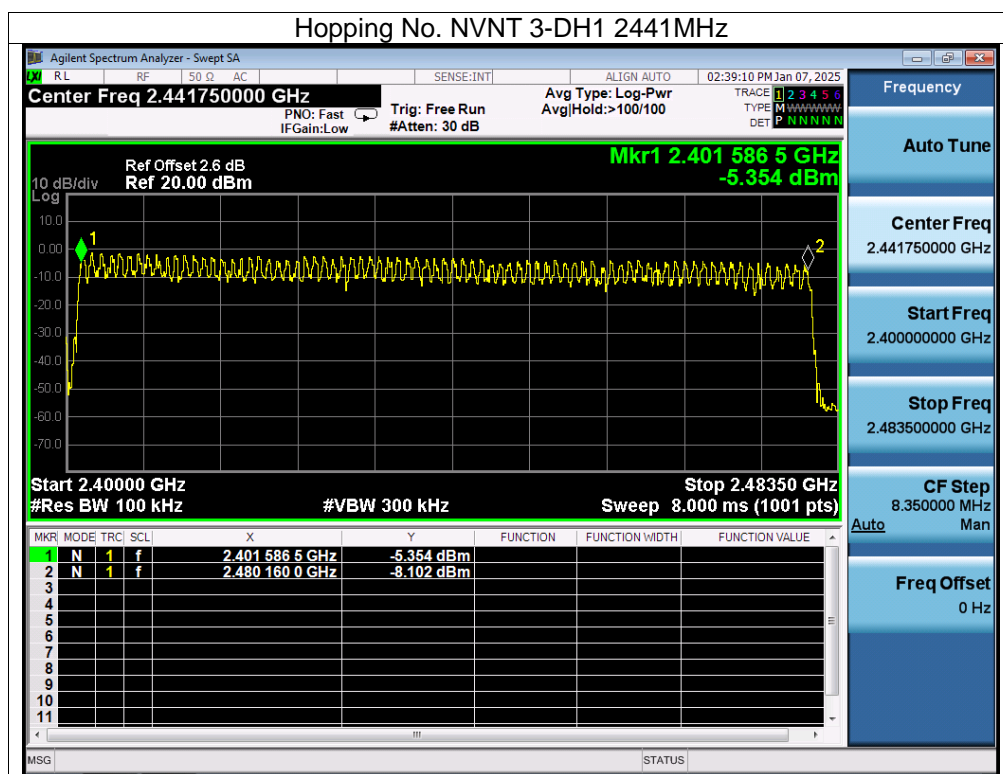 Hopping No. NVNT 3-DH1 2441MHz
Agilent Spectrum Analyzer - Swept SA
LXI RL RF 50 Ω AC SENSE:INT ALIGN AUTO 02:39:10 PM Jan 07, 2025
Center Freq 2.441750000 GHz
PNO: Fast
IFGain:Low
Trig: Free Run
#Atten: 30 dB
Avg Type: Log-Pwr
Avg|Hold:>100/100
TRACE 1 2 3 4 5 6
TYPE M WWWWW
DET P N N N N N
Mkr1 2.401 586 5 GHz
-5.354 dBm
Ref Offset 2.6 dB
Ref 20.00 dBm
10 dB/div
Log
10.0
0.00
-10.0
-20.0
-30.0
-40.0
-50.0
-60.0
-70.0
1
2
Start 2.40000 GHz Stop 2.48350 GHz
#Res BW 100 kHz #VBW 300 kHz Sweep 8.000 ms (1001 pts)
MKR MODE TRC SCL X Y FUNCTION FUNCTION WIDTH FUNCTION VALUE
1 N 1 f 2.401 586 5 GHz -5.354 dBm
2 N 1 f 2.480 160 0 GHz -8.102 dBm
3
4
5
6
7
8
9
10
11
MSG STATUS
Frequency
Auto Tune
Center Freq
2.441750000 GHz
Start Freq
2.400000000 GHz
Stop Freq
2.483500000 GHz
CF Step
8.350000 MHz
Auto Man
Freq Offset
0 Hz